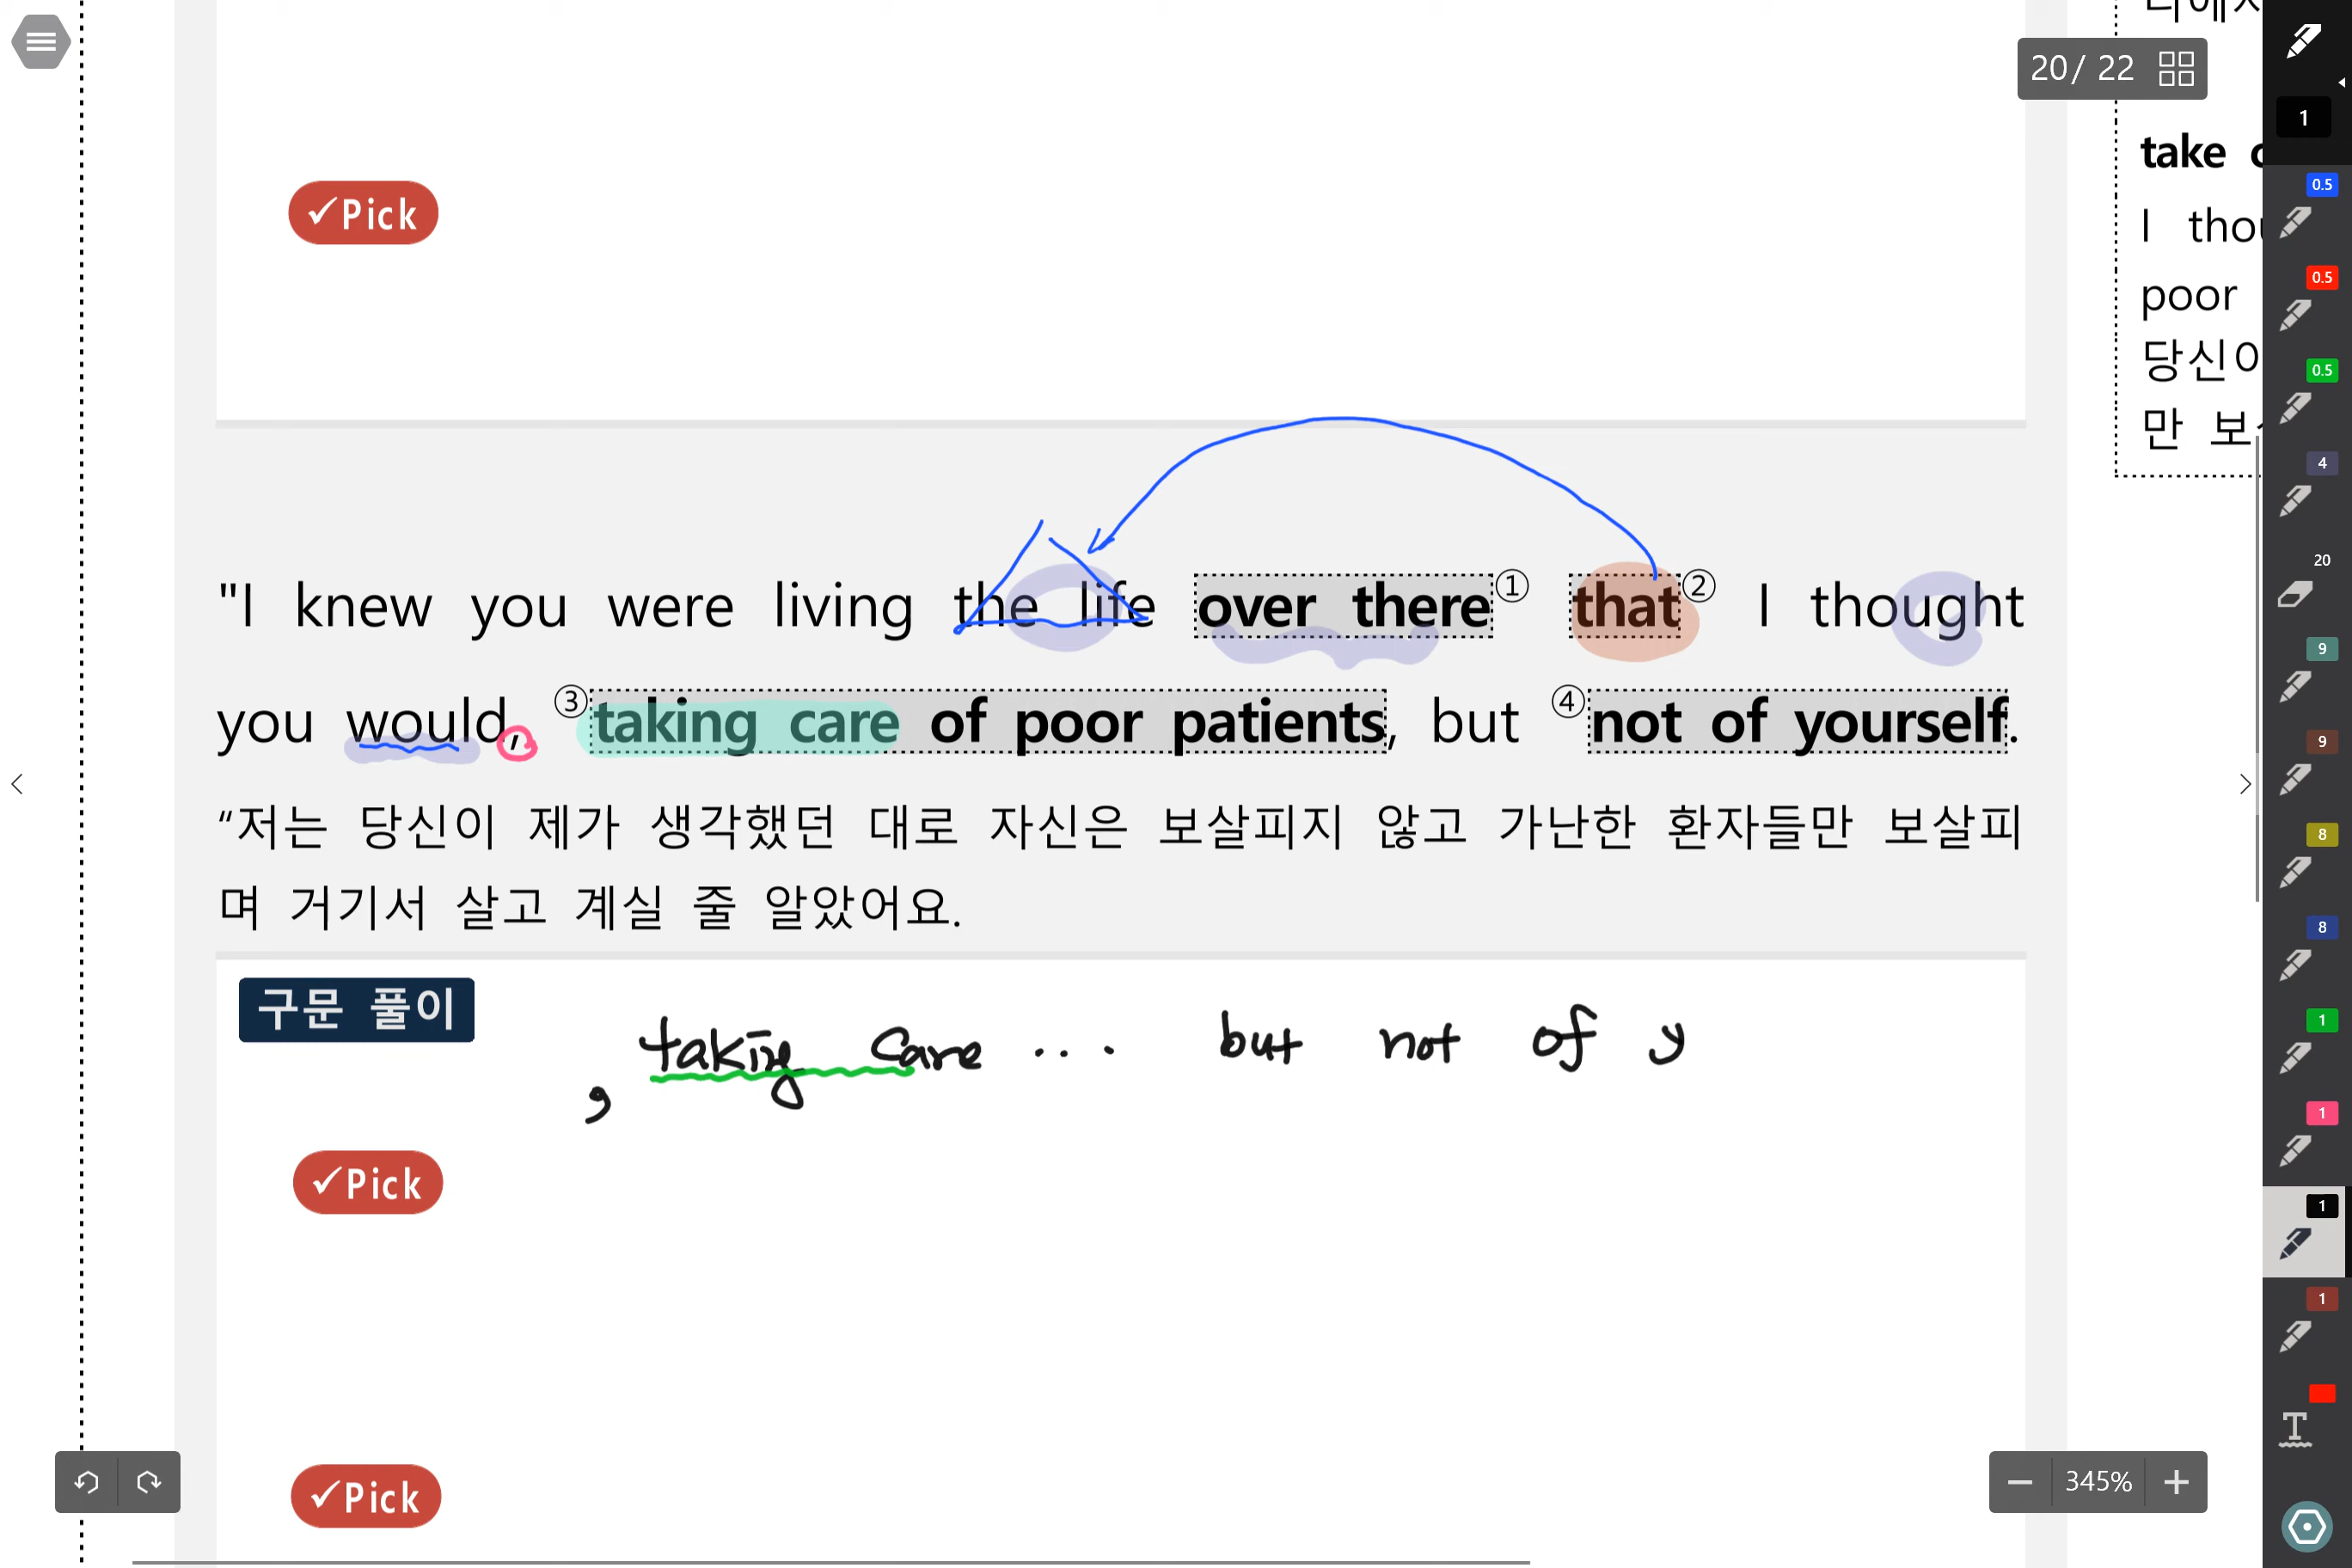 20/ 22
1
✓Pick
take
I
poor
당신이
만
"I knew you were living the life over there① that② I thought
you would, ③taking care of poor patients, but ④not of yourself.
“저는 당신이 제가 생각했던 대로 자신은 보살피지 않고 가난한 환자들만 보살피
며 거기서 살고 계실 줄 알았어요.
구문 풀이
, taking care ... but not of y
✓Pick
✓Pick
345%
0.5
0.5
0.5
4
20
9
9
8
8
1
1
1
1
T